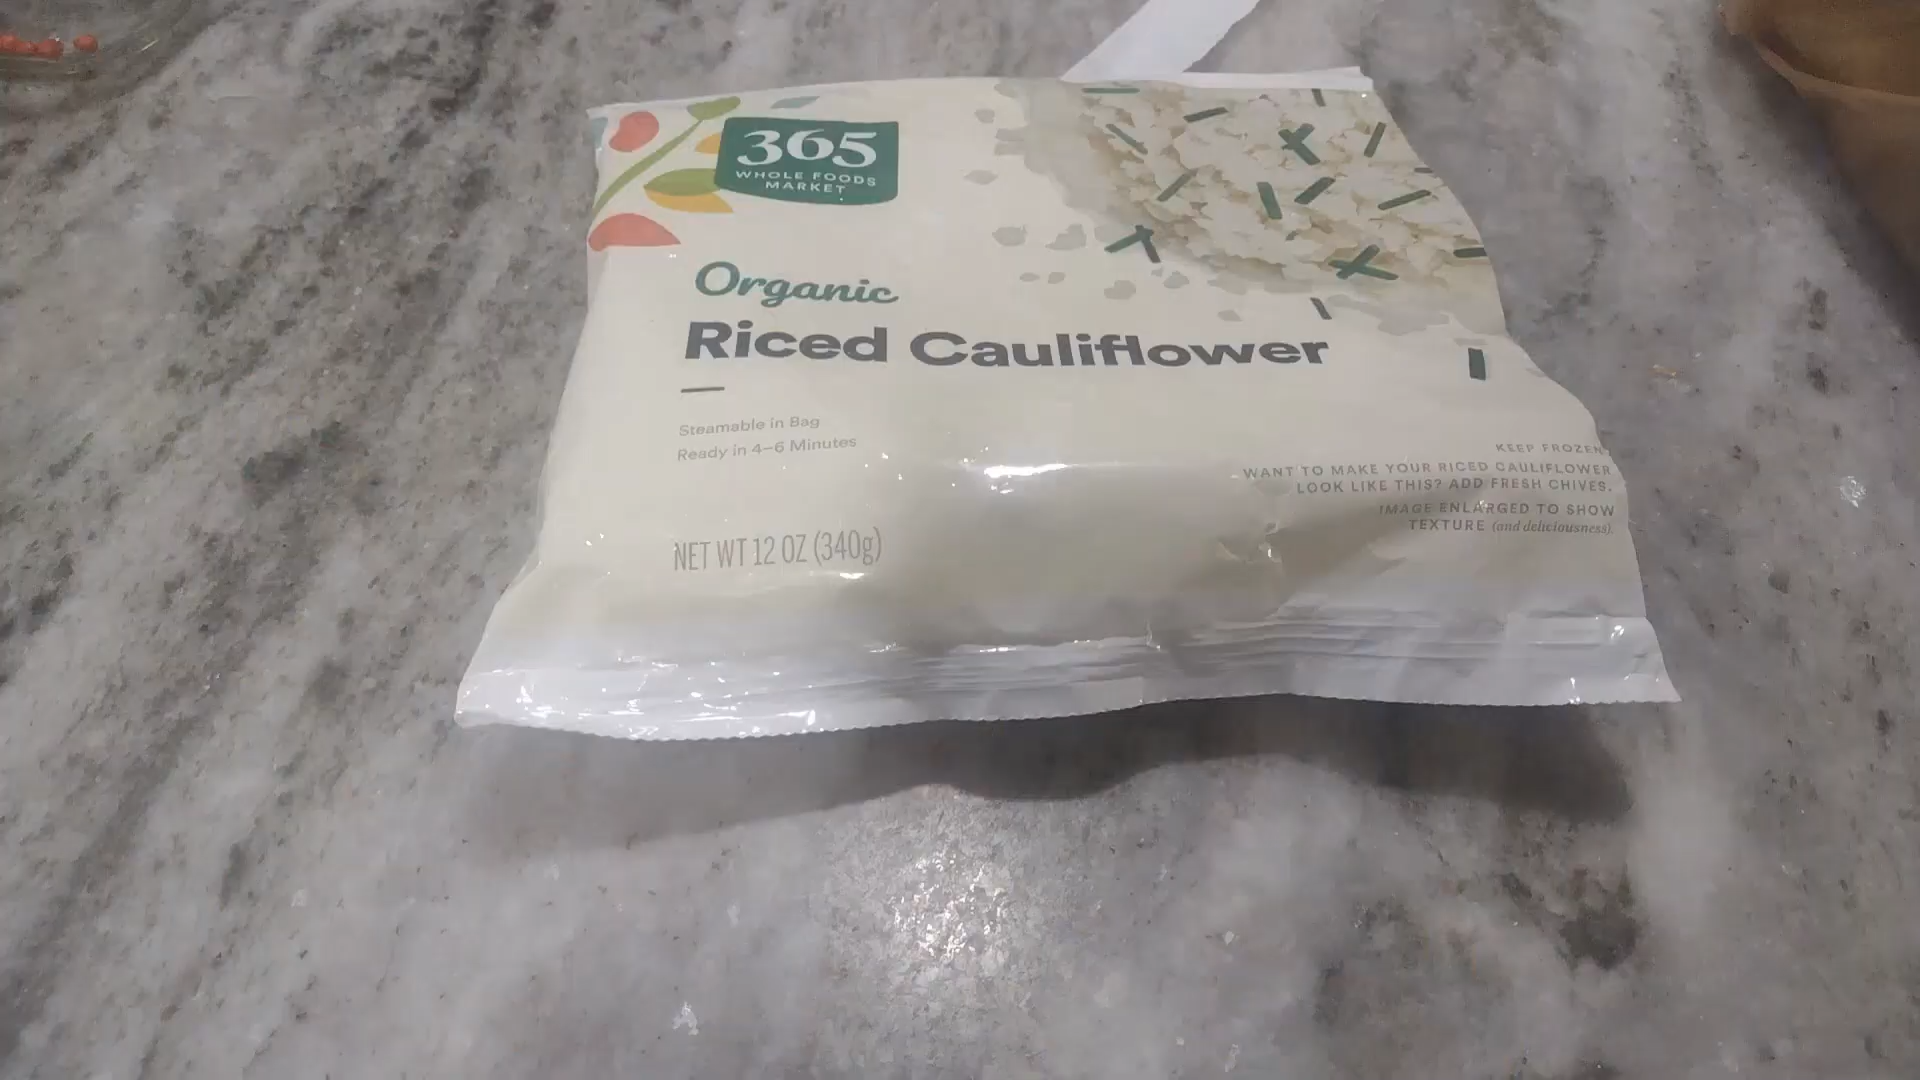 365
WHOLE FOODS
MARKET
Organic
Riced Cauliflower
Steamable in Bag
Ready in 4–6 Minutes
NET WT 12 OZ (340g)
KEEP FROZEN.
WANT TO MAKE YOUR RICED CAULIFLOWER
LOOK LIKE THIS? ADD FRESH CHIVES.
IMAGE ENLARGED TO SHOW
TEXTURE (and deliciousness).